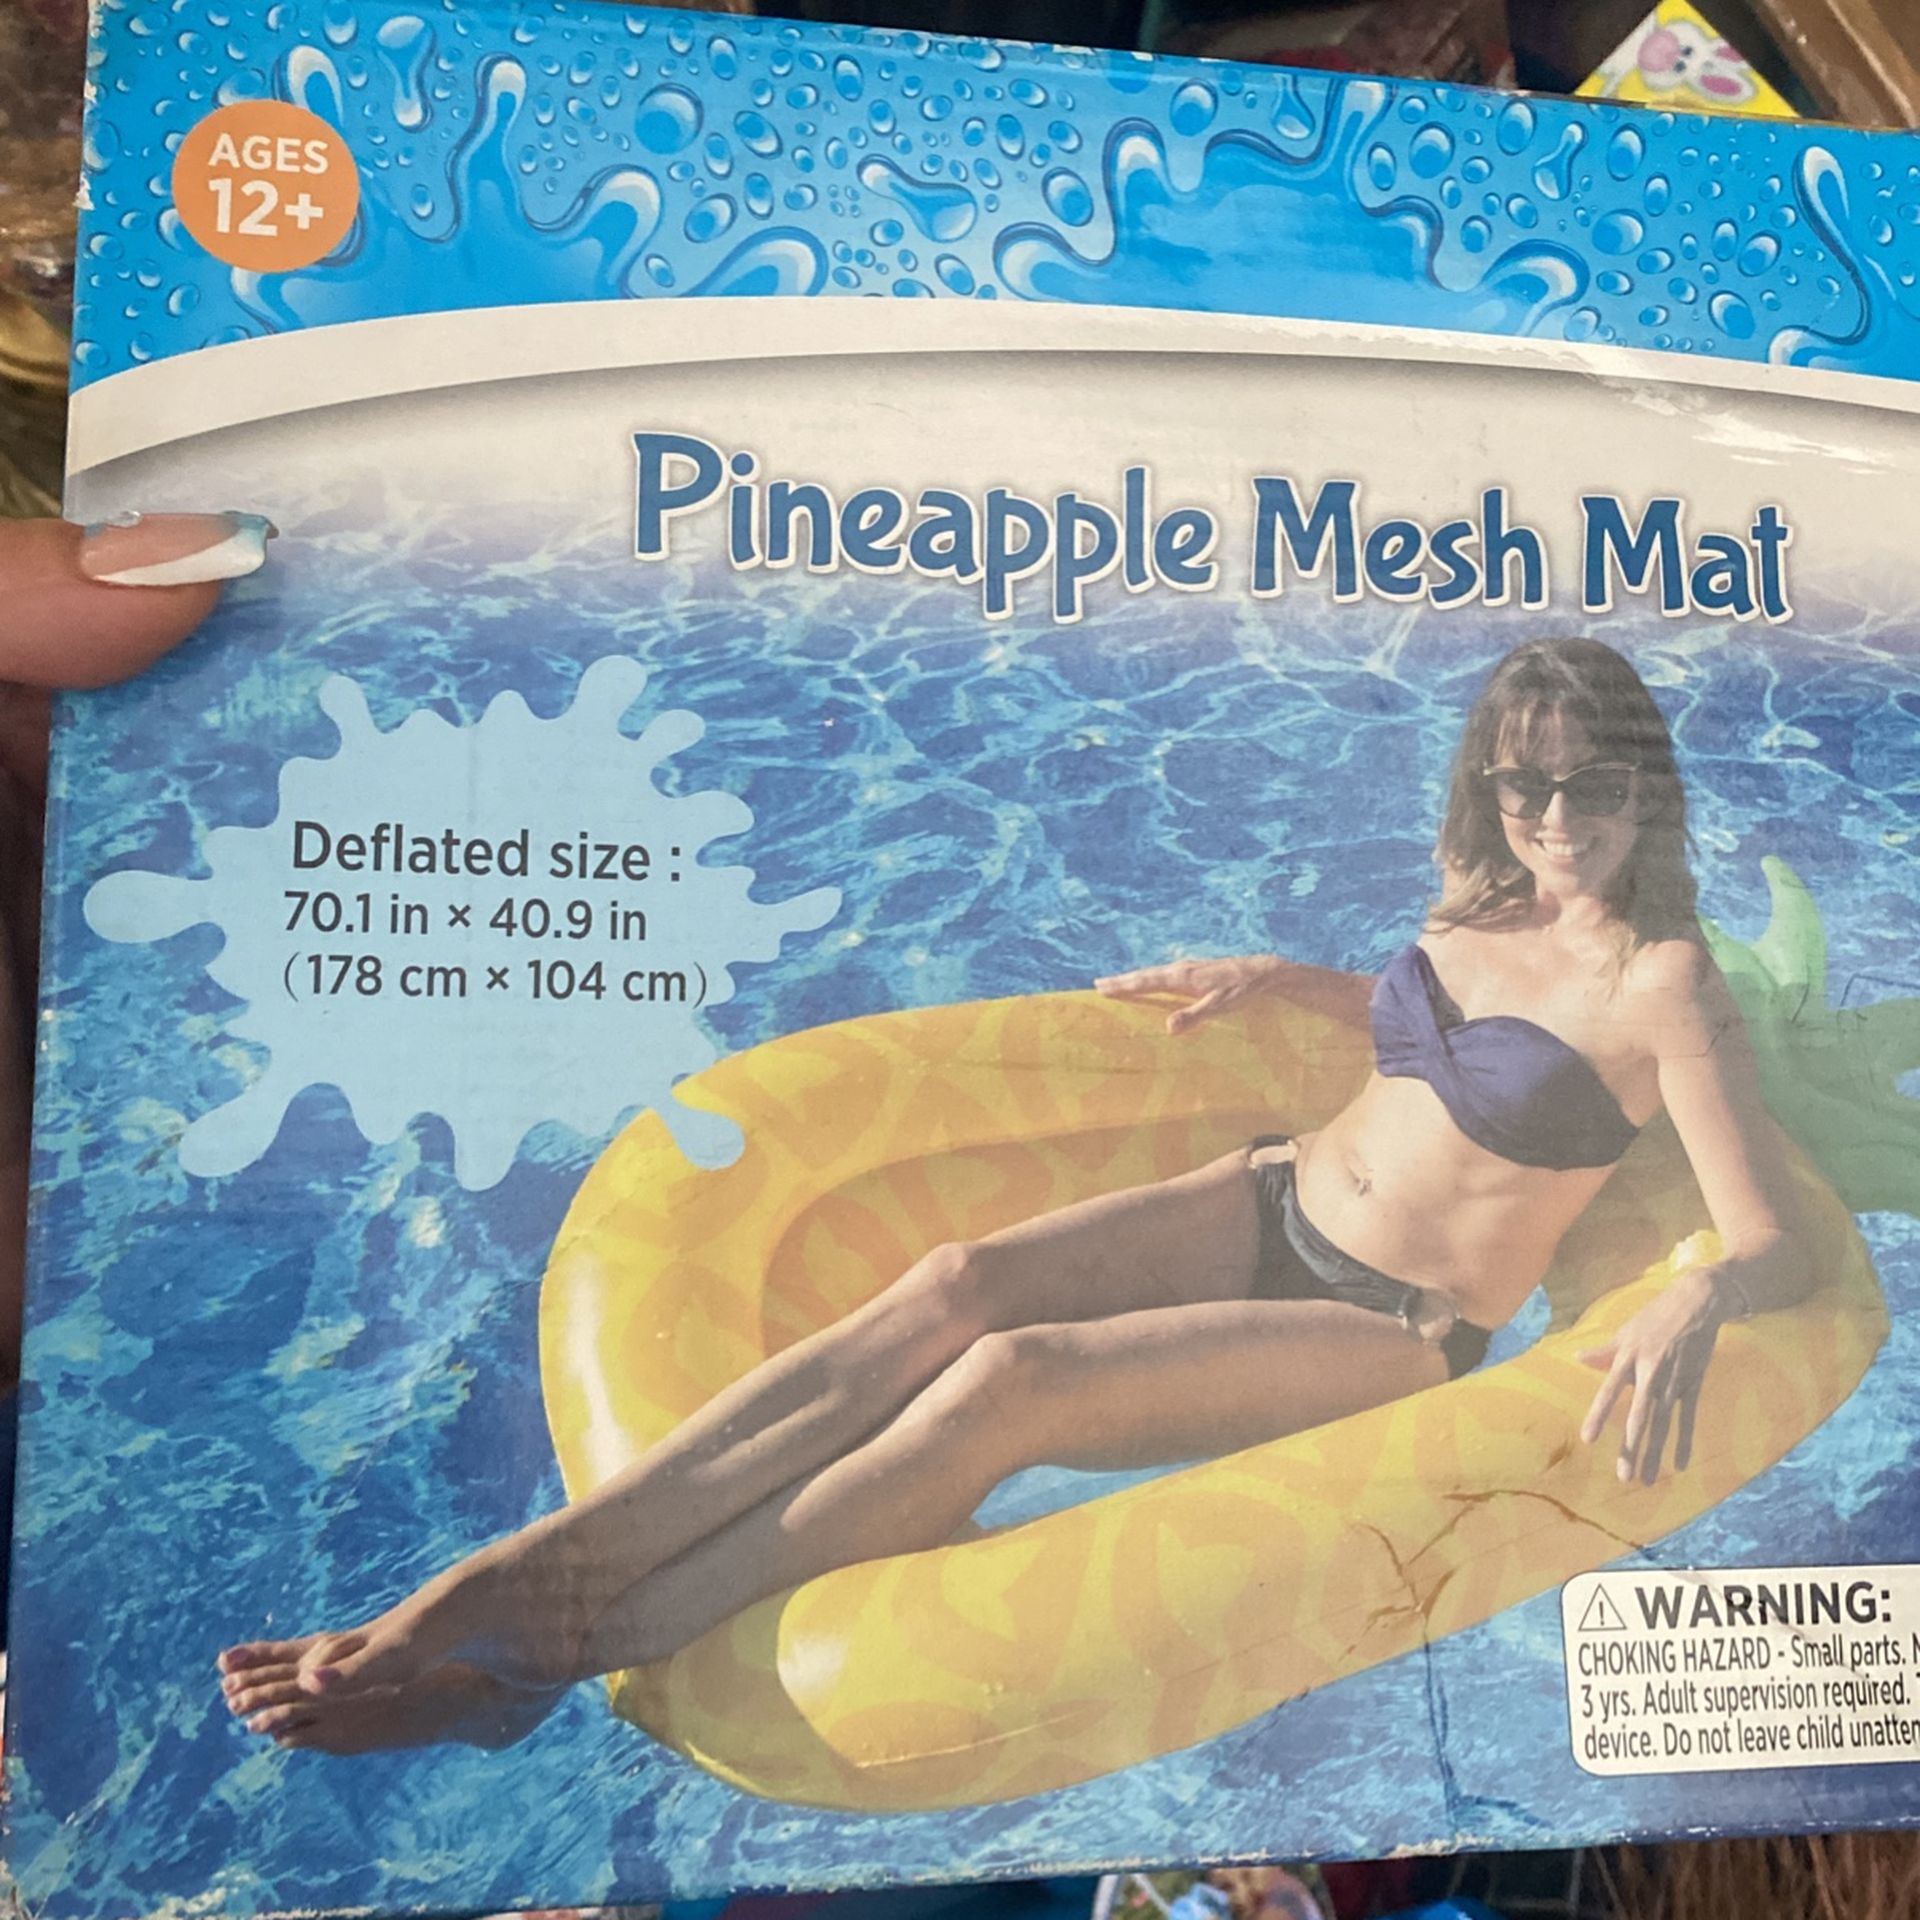 AGES
12+
Pineapple Mesh Mat
Deflated size :
70.1 in × 40.9 in
(178 cm × 104 cm)
⚠ WARNING:
CHOKING HAZARD - Small parts.
3 yrs. Adult supervision required.
device. Do not leave child